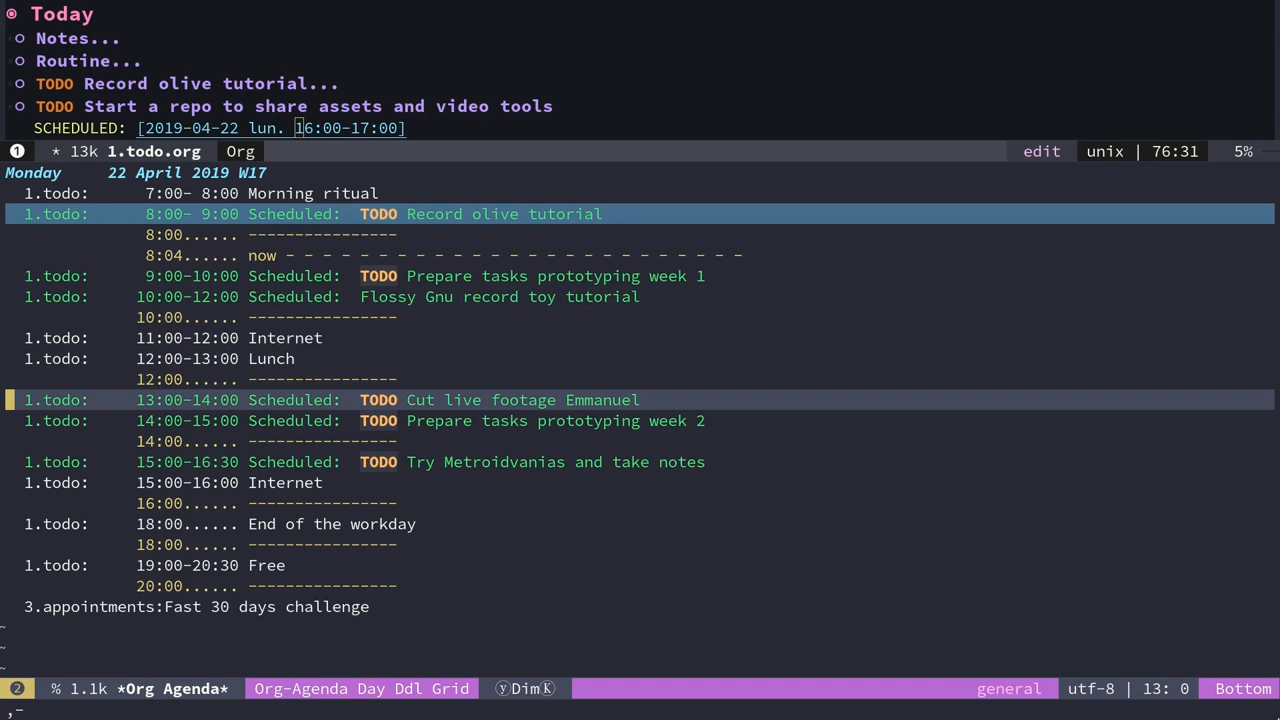 Today
Notes...
Routine...
TODO Record olive tutorial...
TODO Start a repo to share assets and video tools
SCHEDULED: [2019-04-22 lun. 16:00-17:00]
1 * 13k 1.todo.org Org edit unix | 76:31 5%
Monday 22 April 2019 W17
1.todo: 7:00- 8:00 Morning ritual
1.todo: 8:00- 9:00 Scheduled: TODO Record olive tutorial
8:00...... ----------------
8:04...... now - - - - - - - - - - - - - - - - - - - - - - - - -
1.todo: 9:00-10:00 Scheduled: TODO Prepare tasks prototyping week 1
1.todo: 10:00-12:00 Scheduled: Flossy Gnu record toy tutorial
10:00...... ----------------
1.todo: 11:00-12:00 Internet
1.todo: 12:00-13:00 Lunch
12:00...... ----------------
1.todo: 13:00-14:00 Scheduled: TODO Cut live footage Emmanuel
1.todo: 14:00-15:00 Scheduled: TODO Prepare tasks prototyping week 2
14:00...... ----------------
1.todo: 15:00-16:30 Scheduled: TODO Try Metroidvanias and take notes
1.todo: 15:00-16:00 Internet
16:00...... ----------------
1.todo: 18:00...... End of the workday
18:00...... ----------------
1.todo: 19:00-20:30 Free
20:00...... ----------------
3.appointments:Fast 30 days challenge
~
~
~
2 % 1.1k *Org Agenda* Org-Agenda Day Ddl Grid ⓨDimⓀ general utf-8 | 13: 0 Bottom
,-